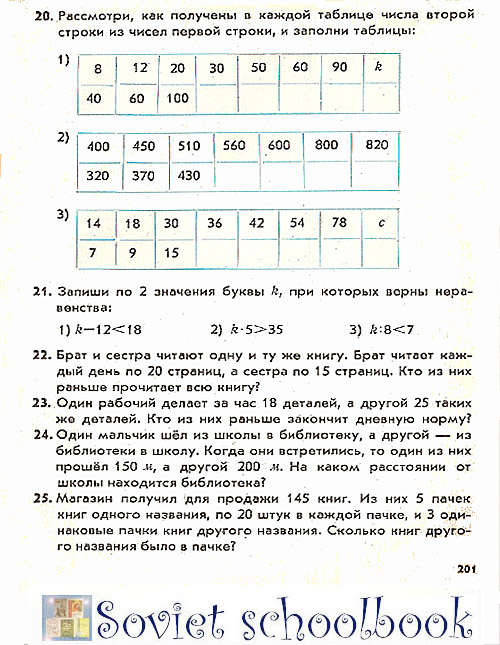 20. Рассмотри, как получены в каждой таблице числа второй
строки из чисел первой строки, и заполни таблицы:
1)
8 12 20 30 50 60 90 k
40 60 100
2)
400 450 510 560 600 800 820
320 370 430
3)
14 18 30 36 42 54 78 c
7 9 15
21. Запиши по 2 значения буквы k, при которых верны нера-
венства:
1) k—12<18 2) k·5>35 3) k:8<7
22. Брат и сестра читают одну и ту же книгу. Брат читает каж-
дый день по 20 страниц, а сестра по 15 страниц. Кто из них
раньше прочитает всю книгу?
23. Один рабочий делает за час 18 деталей, а другой 25 таких
же деталей. Кто из них раньше закончит дневную норму?
24. Один мальчик шёл из школы в библиотеку, а другой — из
библиотеки в школу. Когда они встретились, то один из них
прошёл 150 м, а другой 200 м. На каком расстоянии от
школы находится библиотека?
25. Магазин получил для продажи 145 книг. Из них 5 пачек
книг одного названия, по 20 штук в каждой пачке, и 3 оди-
наковые пачки книг другого названия. Сколько книг друго-
го названия было в пачке?
201
Soviet schoolbook